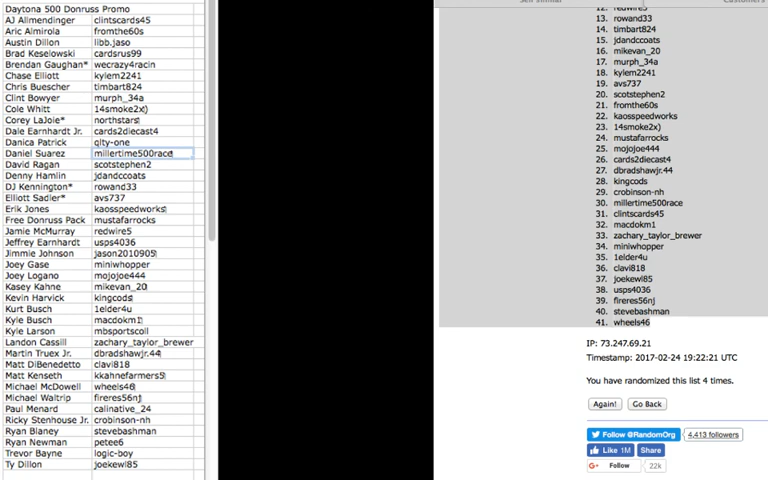 Daytona 500 Donruss Promo
AJ Allmendinger clintscards45
Aric Almirola fromthe60s
Austin Dillon libb.jaso
Brad Keselowski cardsrus99
Brendan Gaughan* wecrazy4racin
Chase Elliott kylem2241
Chris Buescher timbart824
Clint Bowyer murph_34a
Cole Whitt 14smoke2x)
Corey LaJoie* northstars
Dale Earnhardt Jr. cards2diecast4
Danica Patrick qlty-one
Daniel Suarez millertime500race
David Ragan scotstephen2
Denny Hamlin jdandccoats
DJ Kennington* rowand33
Elliott Sadler* avs737
Erik Jones kaosspeedworks
Free Donruss Pack mustafarrocks
Jamie McMurray redwire5
Jeffrey Earnhardt usps4036
Jimmie Johnson jason2010905
Joey Gase miniwhopper
Joey Logano mojojoe444
Kasey Kahne mikevan_20
Kevin Harvick kingcods
Kurt Busch 1elder4u
Kyle Busch macdokm1
Kyle Larson mbsportscoll
Landon Cassill zachary_taylor_brewer
Martin Truex Jr. dbradshawjr.44
Matt DiBenedetto clavi818
Matt Kenseth kkahnefarmers5
Michael McDowell wheels46
Michael Waltrip fireres56nj
Paul Menard calinative_24
Ricky Stenhouse Jr. crobinson-nh
Ryan Blaney stevebashman
Ryan Newman petee6
Trevor Bayne logic-boy
Ty Dillon joekewl85
12. redwire5
13. rowand33
14. timbart824
15. jdandccoats
16. mikevan_20
17. murph_34a
18. kylem2241
19. avs737
20. scotstephen2
21. fromthe60s
22. kaosspeedworks
23. 14smoke2x)
24. mustafarrocks
25. mojojoe444
26. cards2diecast4
27. dbradshawjr.44
28. kingcods
29. crobinson-nh
30. millertime500race
31. clintscards45
32. macdokm1
33. zachary_taylor_brewer
34. miniwhopper
35. 1elder4u
36. clavi818
37. joekewl85
38. usps4036
39. fireres56nj
40. stevebashman
41. wheels46
IP: 73.247.69.21
Timestamp: 2017-02-24 19:22:21 UTC
You have randomized this list 4 times.
Again! Go Back
Follow @RandomOrg 4,413 followers
Like 1M Share
G+ Follow 22k